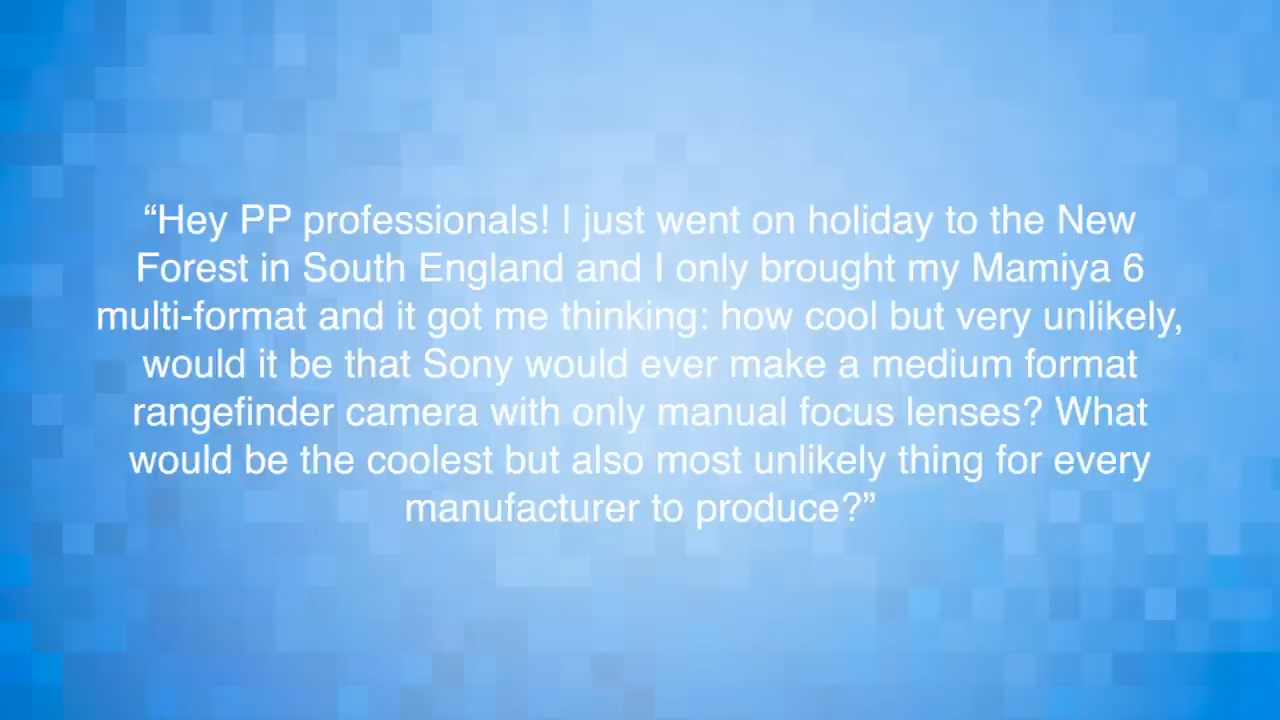 “Hey PP professionals! I just went on holiday to the New
Forest in South England and I only brought my Mamiya 6
multi-format and it got me thinking: how cool but very unlikely,
would it be that Sony would ever make a medium format
rangefinder camera with only manual focus lenses? What
would be the coolest but also most unlikely thing for every
manufacturer to produce?”